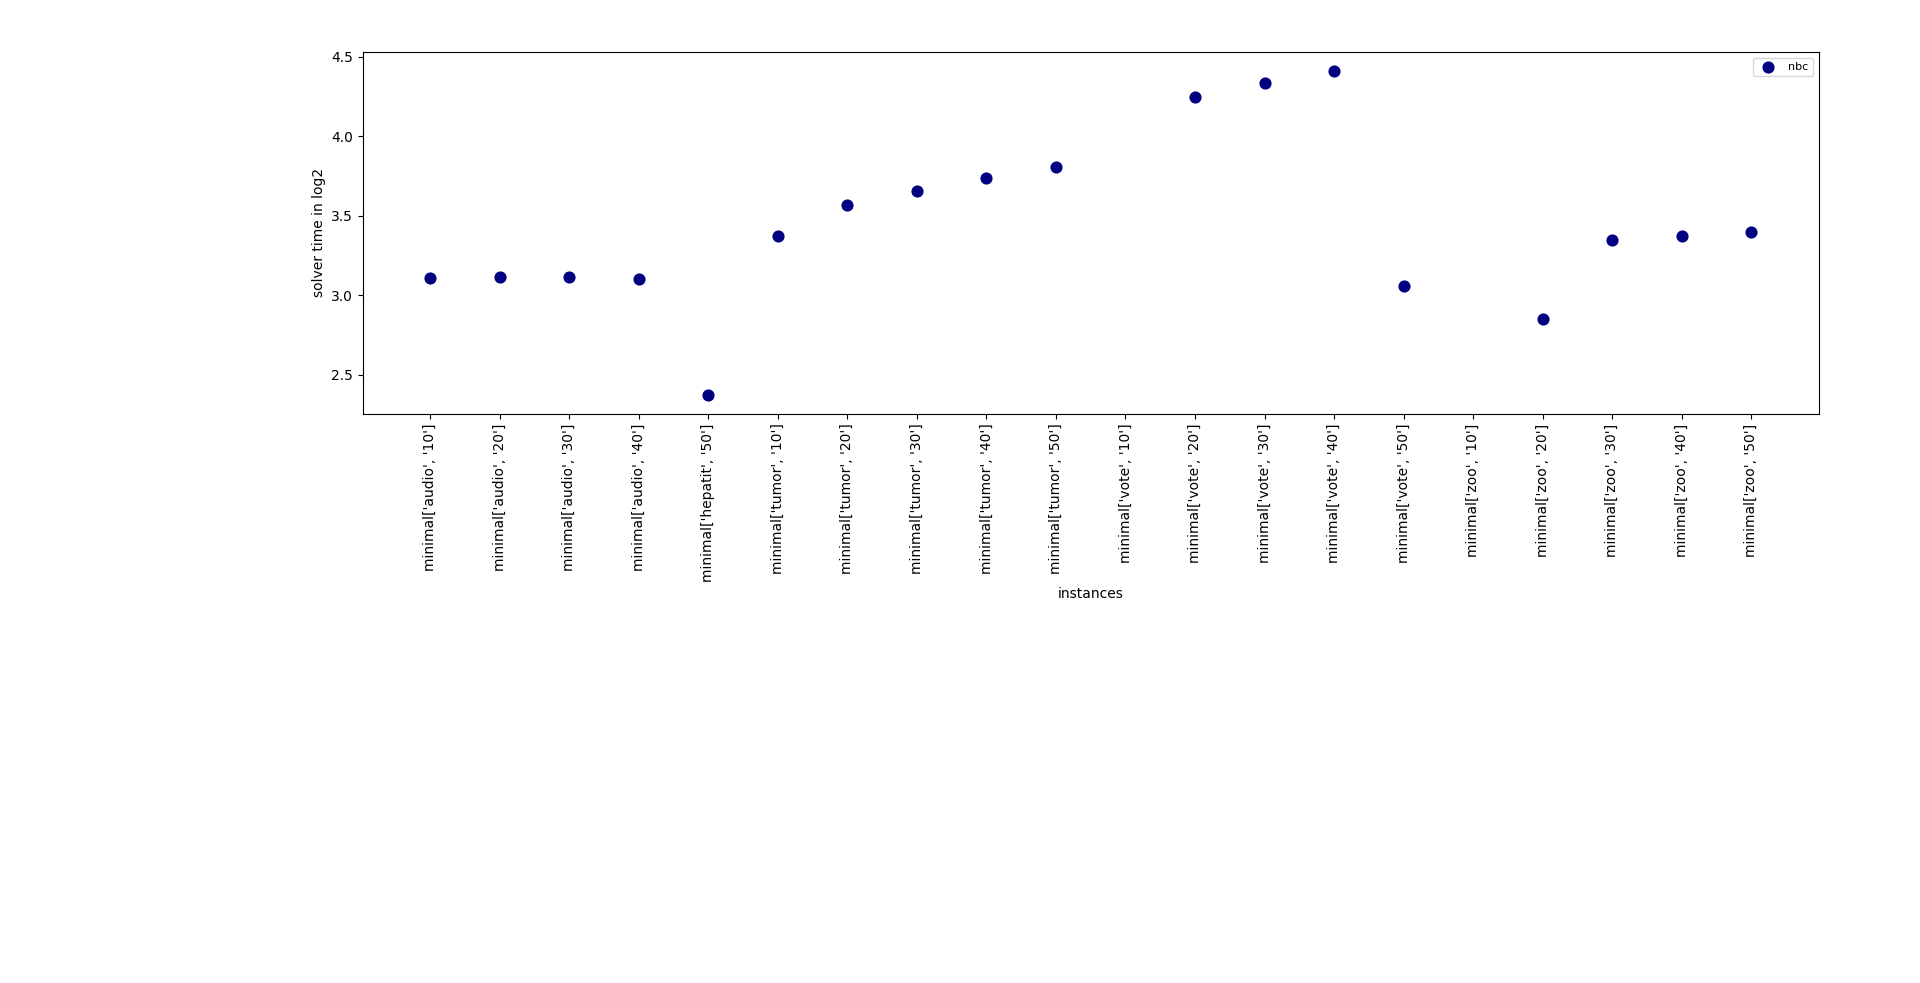 nbc
4.5
4.0
3.5
3.0
2.5
solver time in log2
minimal['audio', '10']
minimal['audio', '20']
minimal['audio', '30']
minimal['audio', '40']
minimal['hepatit', '50']
minimal['tumor', '10']
minimal['tumor', '20']
minimal['tumor', '30']
minimal['tumor', '40']
minimal['tumor', '50']
minimal['vote', '10']
minimal['vote', '20']
minimal['vote', '30']
minimal['vote', '40']
minimal['vote', '50']
minimal['zoo', '10']
minimal['zoo', '20']
minimal['zoo', '30']
minimal['zoo', '40']
minimal['zoo', '50']
instances